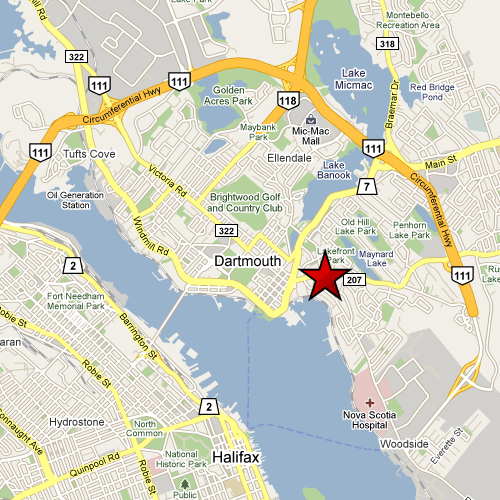 Montebello
Recreation Area
318
322
111
111
Circumferential Hwy
Golden
Acres Park
118
Lake
Micmac
Braemar Dr
Red Bridge
Pond
Maybank
Park
Mic-Mac
Mall
111
Tufts Cove
Ellendale
111
Main St
Victoria Rd
Lake
Banook
7
Circumferential Hwy
Oil Generation
Station
Brightwood Golf
and Country Club
Old Hill
Lake Park
Penhorn
Lake Park
Windmill Rd
322
2
Dartmouth
Lakefront
Park
Maynard
Lake
207
111
Fort Needham
Memorial Park
Barrington St
Robie St
Robie St
Nova Scotia
Hospital
2
Hydrostone
North
Common
Woodside
Everette St
Connaught Ave
Quinpool Rd
National
Historic Park
Halifax
Robie St
Public